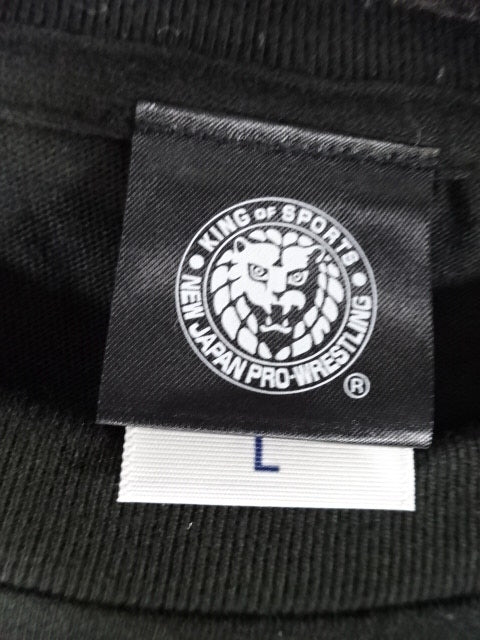 KING OF SPORTS
NEW JAPAN PRO-WRESTLING
®
L